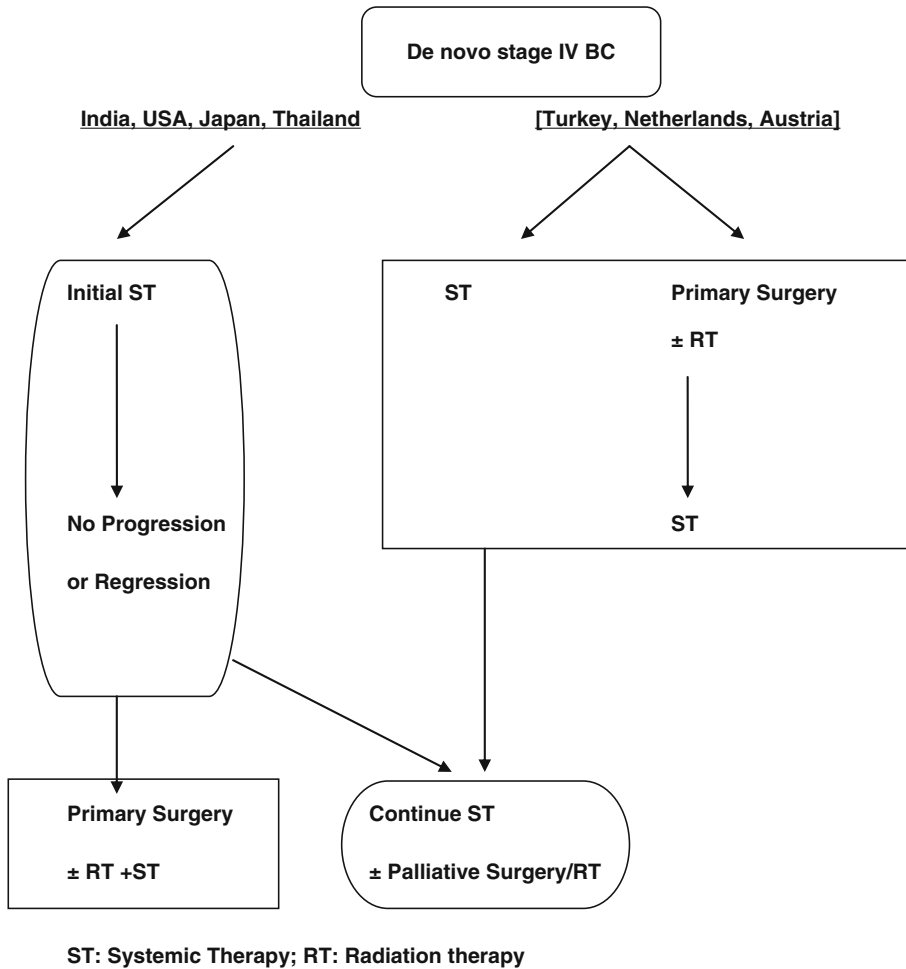 De novo stage IV BC
India, USA, Japan, Thailand
[Turkey, Netherlands, Austria]
Initial ST
No Progression
or Regression
ST
Primary Surgery
± RT
ST
Primary Surgery
± RT +ST
Continue ST
± Palliative Surgery/RT
ST: Systemic Therapy; RT: Radiation therapy